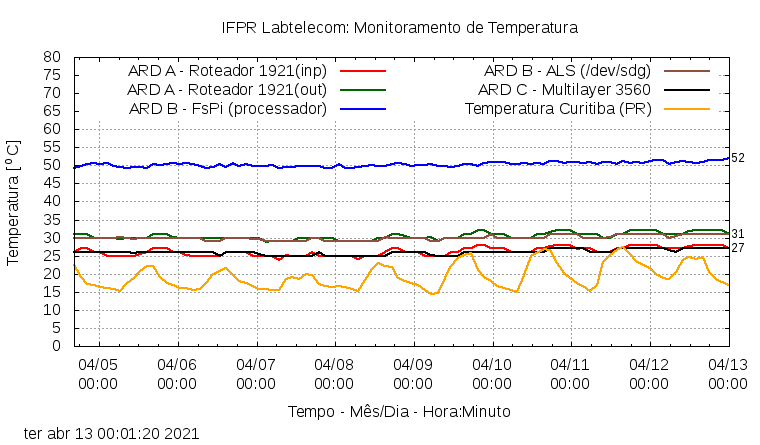 IFPR Labtelecom: Monitoramento de Temperatura
Temperatura [ºC]
80
75
70
65
60
55
50
45
40
35
30
25
20
15
10
5
0
ARD A - Roteador 1921(inp)
ARD A - Roteador 1921(out)
ARD B - FsPi (processador)
ARD B - ALS (/dev/sdg)
ARD C - Multilayer 3560
Temperatura Curitiba (PR)
52
31
27
04/05 04/06 04/07 04/08 04/09 04/10 04/11 04/12 04/13
00:00 00:00 00:00 00:00 00:00 00:00 00:00 00:00 00:00
Tempo - Mês/Dia - Hora:Minuto
ter abr 13 00:01:20 2021